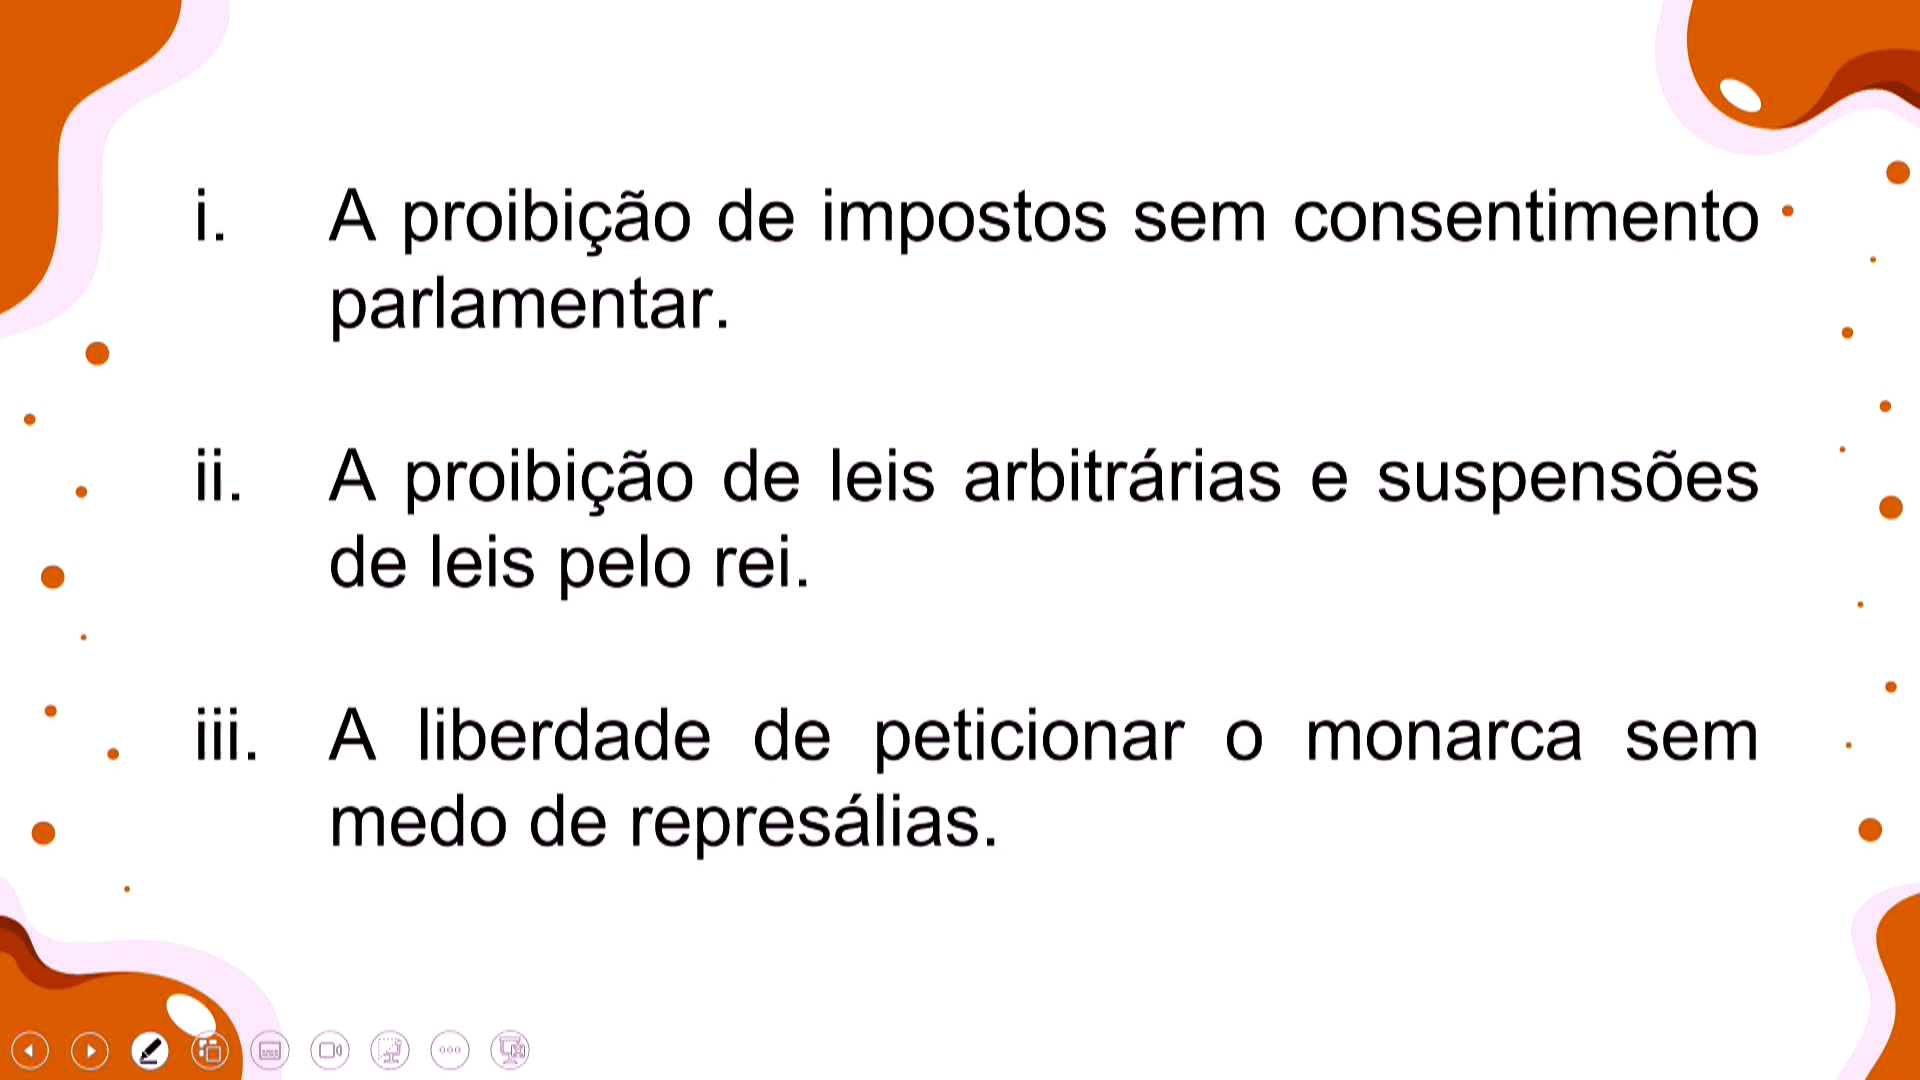 i. A proibição de impostos sem consentimento
parlamentar.
ii. A proibição de leis arbitrárias e suspensões
de leis pelo rei.
iii. A liberdade de peticionar o monarca sem
medo de represálias.